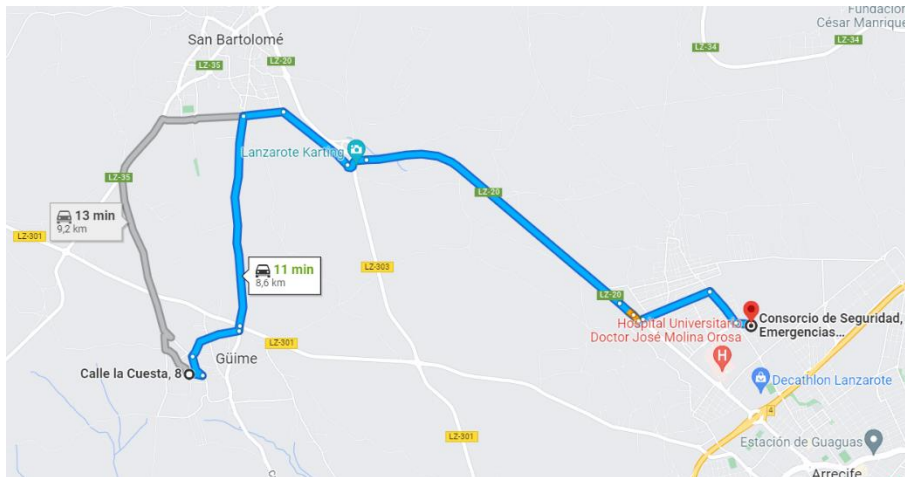 Fundación
César Manrique
LZ-34
LZ-34
San Bartolomé
LZ-20
LZ-35
LZ-20
Lanzarote Karting
LZ-35
LZ-20
13 min
9,2 km
LZ-301
LZ-303
11 min
8,6 km
LZ-20
Consorcio de Seguridad,
Emergencias...
Hospital Universitario
Doctor José Molina Orosa
H
LZ-301
Güime
Calle la Cuesta, 8
Decathlon Lanzarote
4
LZ-301
Estación de Guaguas
Arrecife